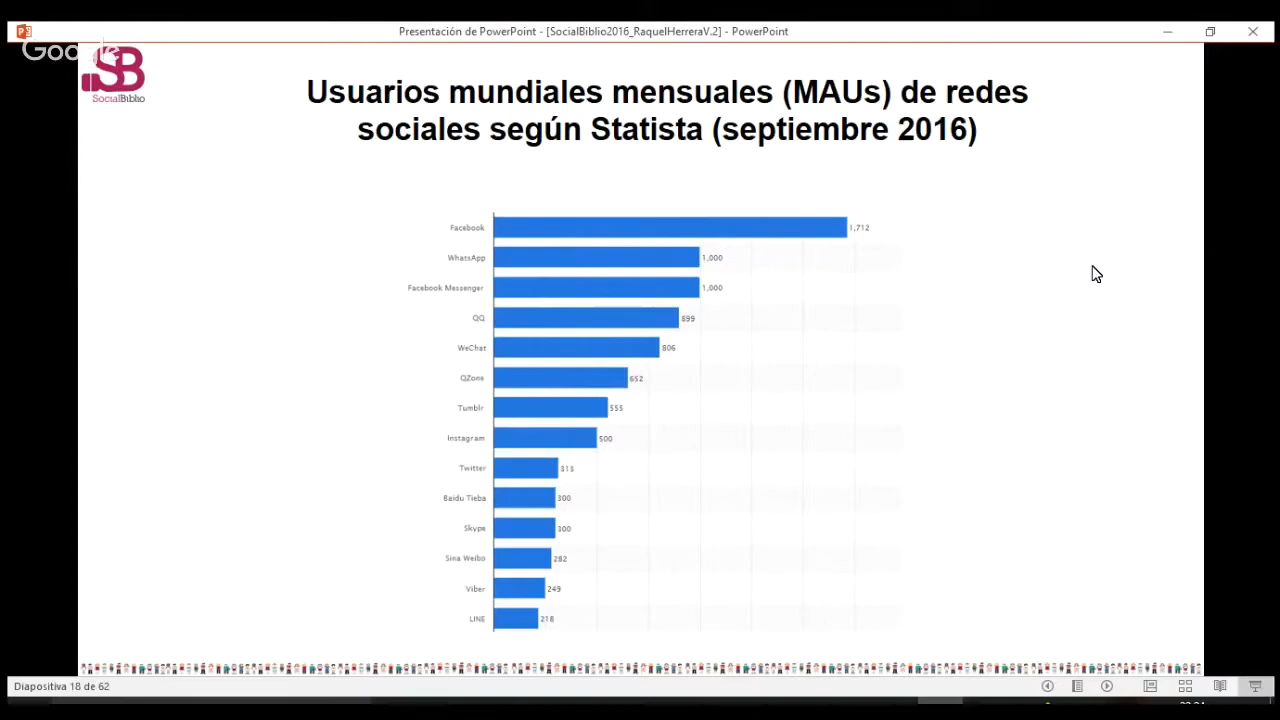 Presentación de PowerPoint - [SocialBiblio2016_RaquelHerreraV.2] - PowerPoint
Google
SB
SocialBiblio
Usuarios mundiales mensuales (MAUs) de redes
sociales según Statista (septiembre 2016)
Facebook 1,712
WhatsApp 1,000
Facebook Messenger 1,000
QQ 899
WeChat 806
QZone 652
Tumblr 555
Instagram 500
Twitter 313
Baidu Tieba 300
Skype 300
Sina Weibo 282
Viber 249
LINE 218
Diapositiva 18 de 62